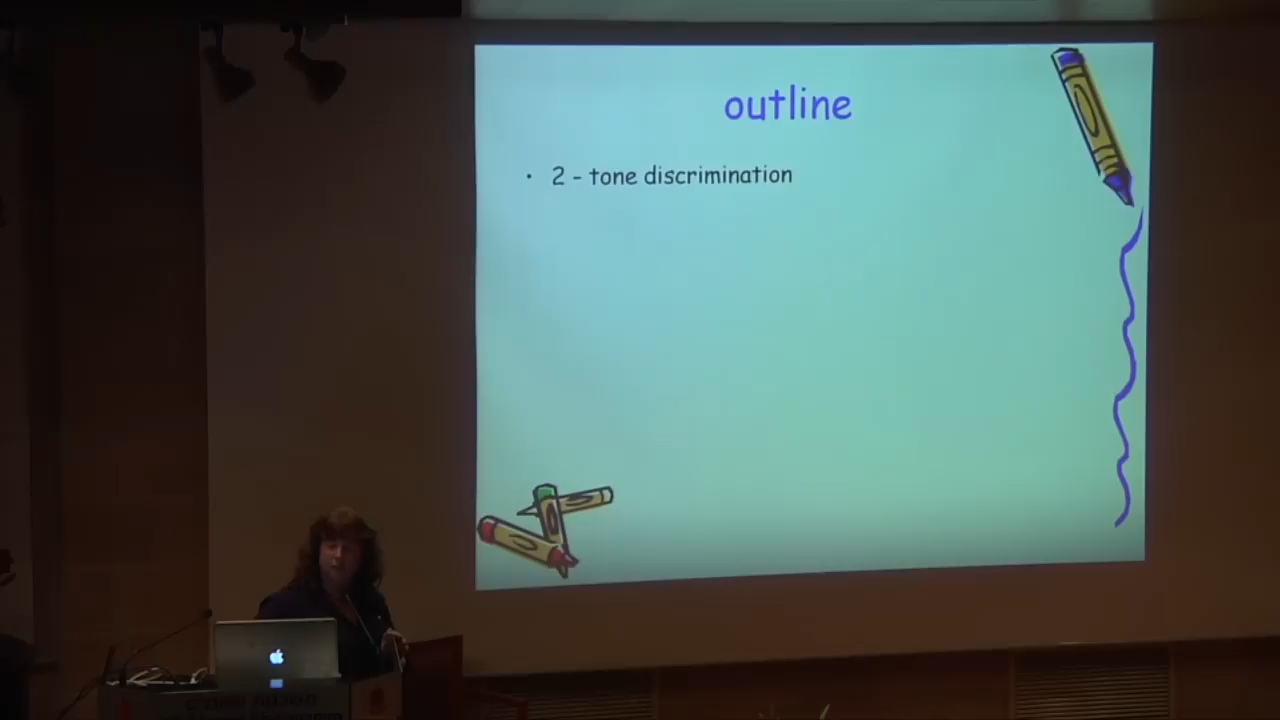 outline
• 2 - tone discrimination